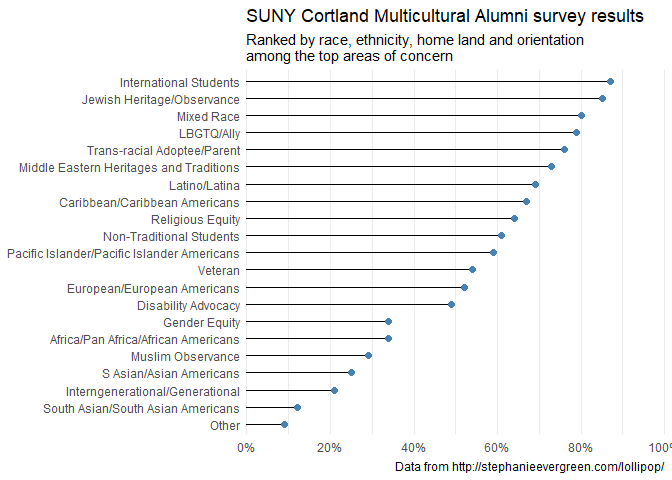 SUNY Cortland Multicultural Alumni survey results
Ranked by race, ethnicity, home land and orientation
among the top areas of concern
International Students
Jewish Heritage/Observance
Mixed Race
LBGTQ/Ally
Trans-racial Adoptee/Parent
Middle Eastern Heritages and Traditions
Latino/Latina
Caribbean/Caribbean Americans
Religious Equity
Non-Traditional Students
Pacific Islander/Pacific Islander Americans
Veteran
European/European Americans
Disability Advocacy
Gender Equity
Africa/Pan Africa/African Americans
Muslim Observance
S Asian/Asian Americans
Interngenerational/Generational
South Asian/South Asian Americans
Other
0% 20% 40% 60% 80% 100%
Data from http://stephanieevergreen.com/lollipop/